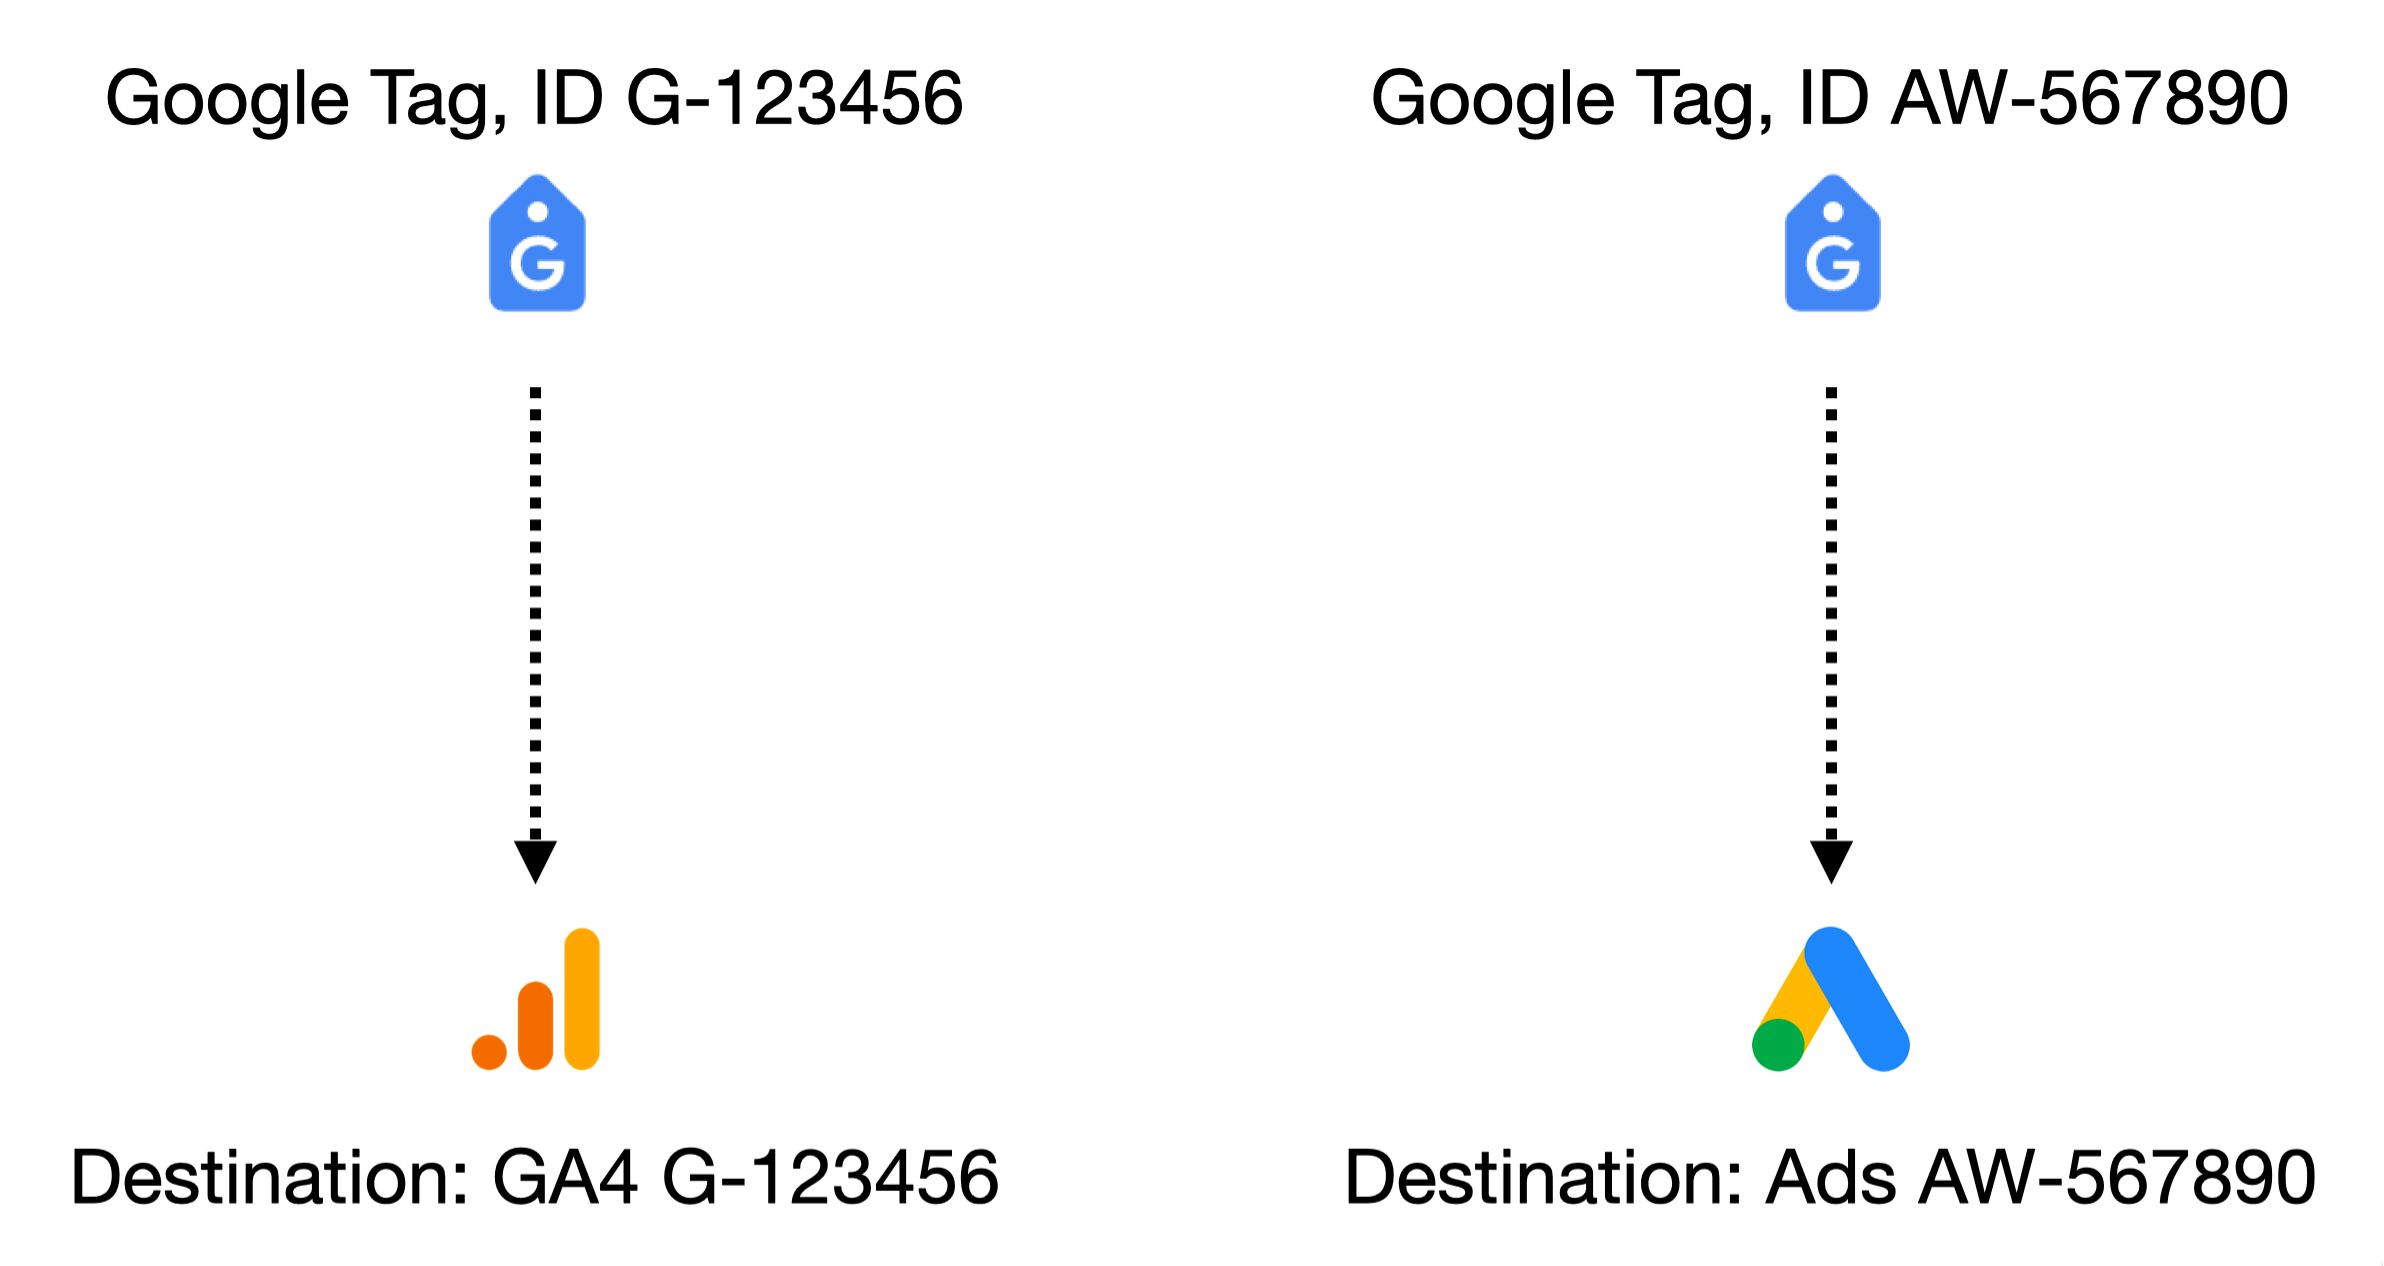 Google Tag, ID G-123456
Google Tag, ID AW-567890
G
G
Destination: GA4 G-123456
Destination: Ads AW-567890